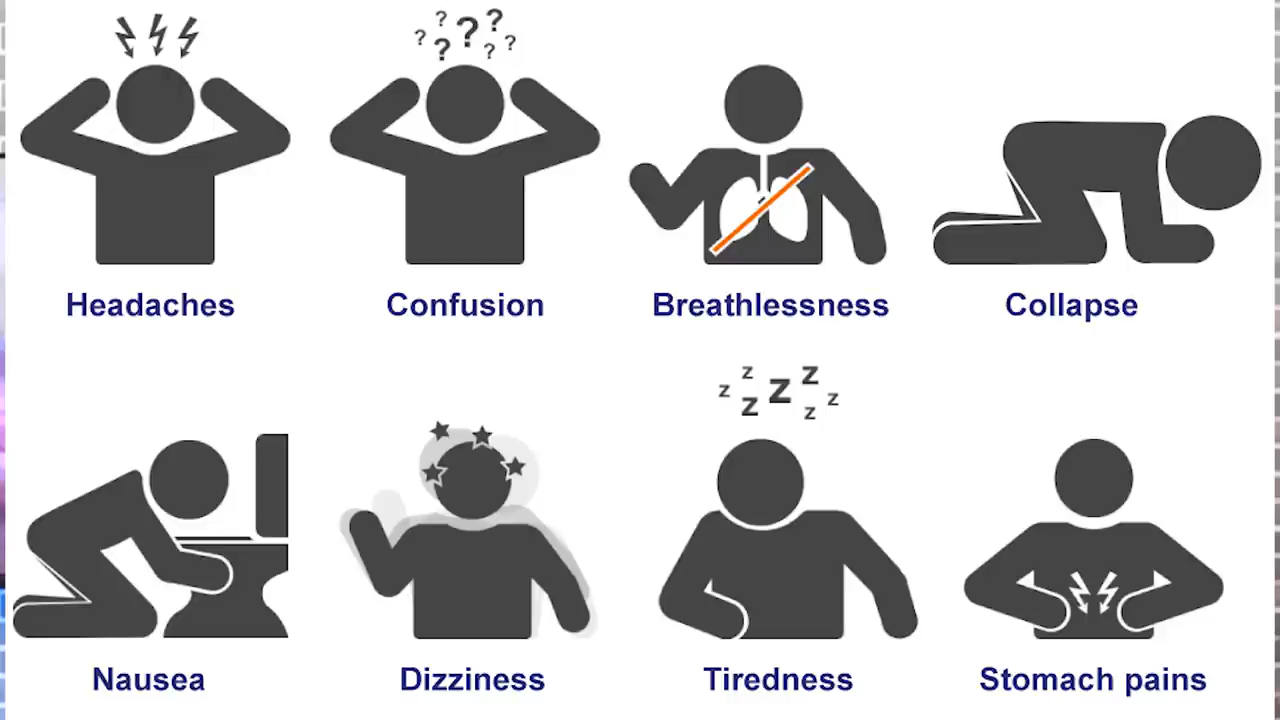 ? ? ? ? ? ? ?
Headaches
Confusion
Breathlessness
Collapse
z z z z z z z
Nausea
Dizziness
Tiredness
Stomach pains